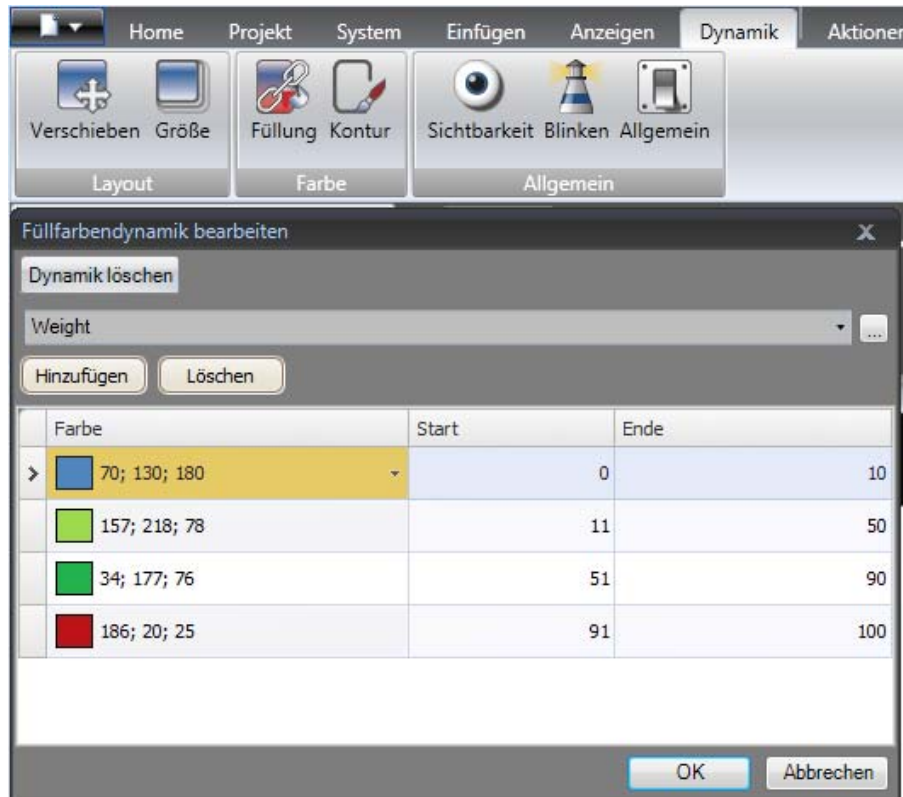 Home Projekt System Einfügen Anzeigen Dynamik Aktionen
Verschieben Größe Füllung Kontur Sichtbarkeit Blinken Allgemein
Layout Farbe Allgemein
Füllfarbendynamik bearbeiten X
Dynamik löschen
Weight ...
Hinzufügen Löschen
Farbe Start Ende
70; 130; 180 0 10
157; 218; 78 11 50
34; 177; 76 51 90
186; 20; 25 91 100
OK Abbrechen